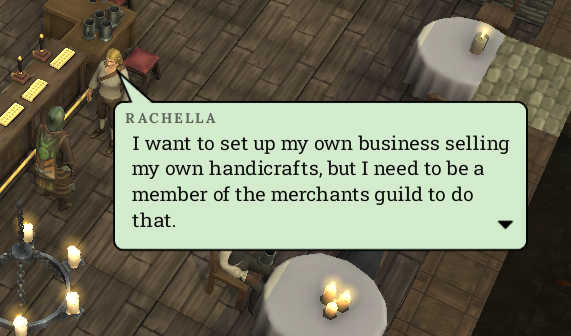 RACHELLA
I want to set up my own business selling
my own handicrafts, but I need to be a
member of the merchants guild to do
that.